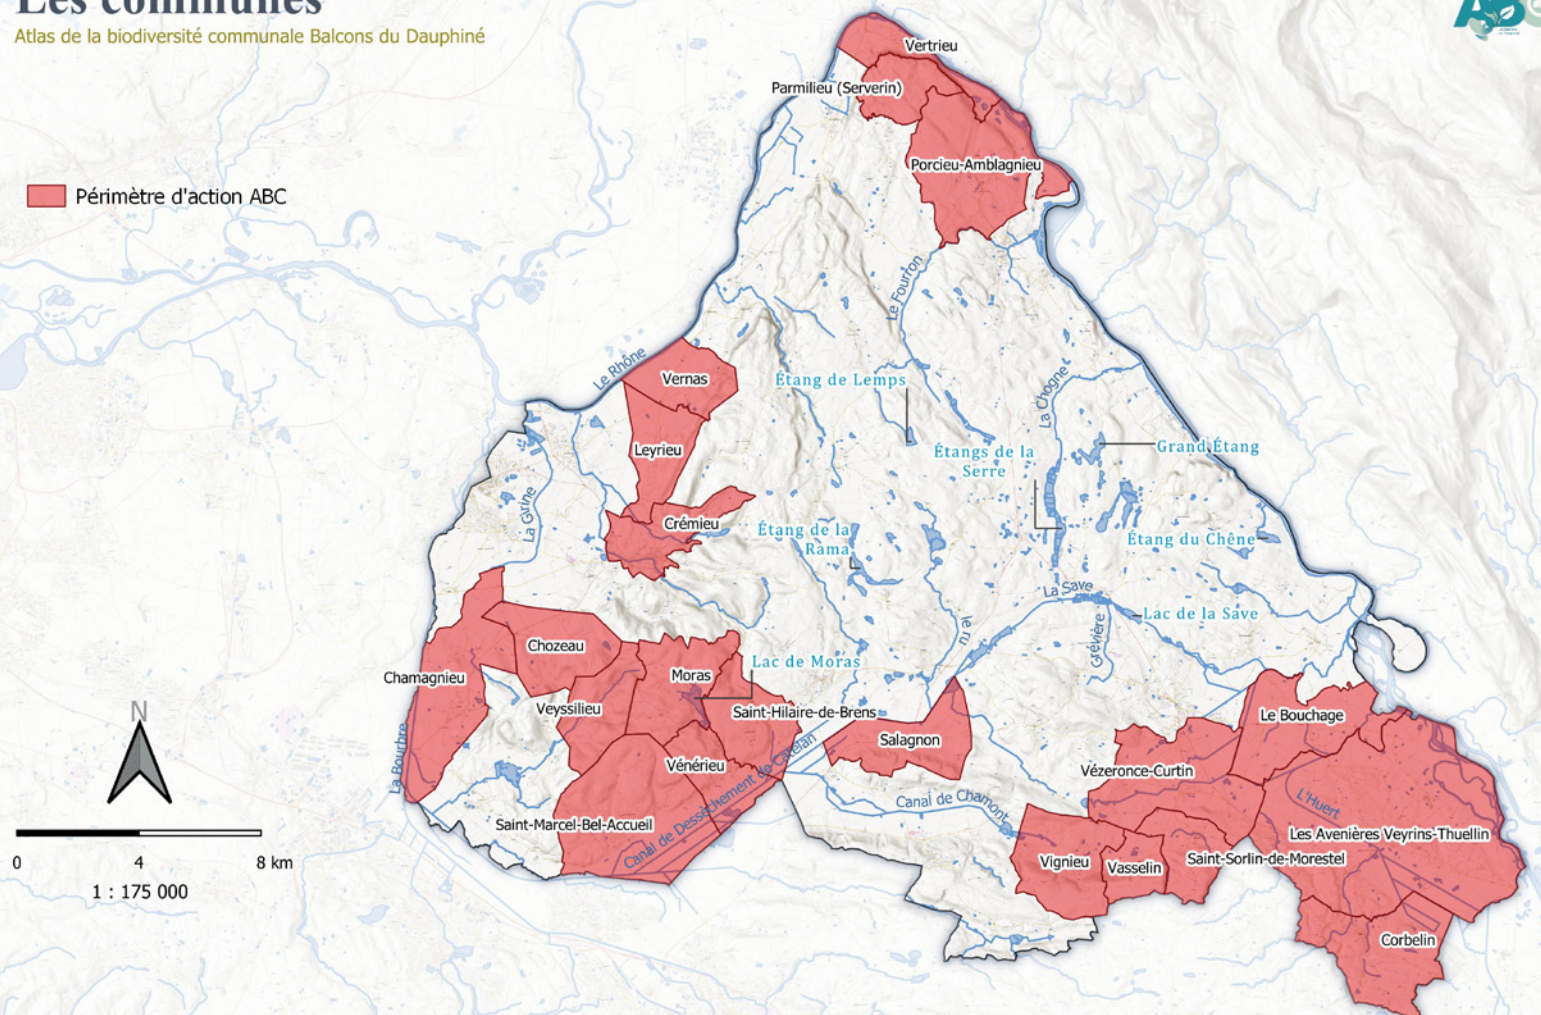 Les communes
Atlas de la biodiversité communale Balcons du Dauphiné
ABC
Vertrieu
Parmilieu (Serverin)
Porcieu-Amblagnieu
Périmètre d'action ABC
Le Fourron
Le Rhône
Vernas
Étang de Lemps
La Chogne
Leyrieu
Étangs de la
Serre
Grand Étang
La Girine
Crémieu
Étang de la
Rama
Étang du Chêne
La Save
Lac de la Save
le ru
Grévière
Chozeau
Chamagnieu
Moras
Lac de Moras
Veyssilieu
Saint-Hilaire-de-Brens
Le Bouchage
Salagnon
N
La Bourbre
Vénérieu
Vézeronce-Curtin
Canal de Chamont
L'Huert
Saint-Marcel-Bel-Accueil
Canal de Dessèchement de Catelan
Les Avenières Veyrins-Thuellin
0 4 8 km
Vignieu
Vasselin
Saint-Sorlin-de-Morestel
1 : 175 000
Corbelin